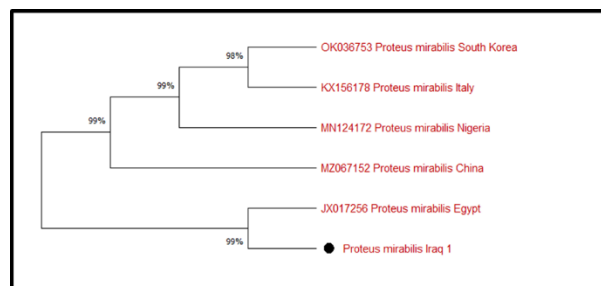 98%
OK036753 Proteus mirabilis South Korea
99%
KX156178 Proteus mirabilis Italy
99%
MN124172 Proteus mirabilis Nigeria
MZ067152 Proteus mirabilis China
JX017256 Proteus mirabilis Egypt
99%
Proteus mirabilis Iraq 1